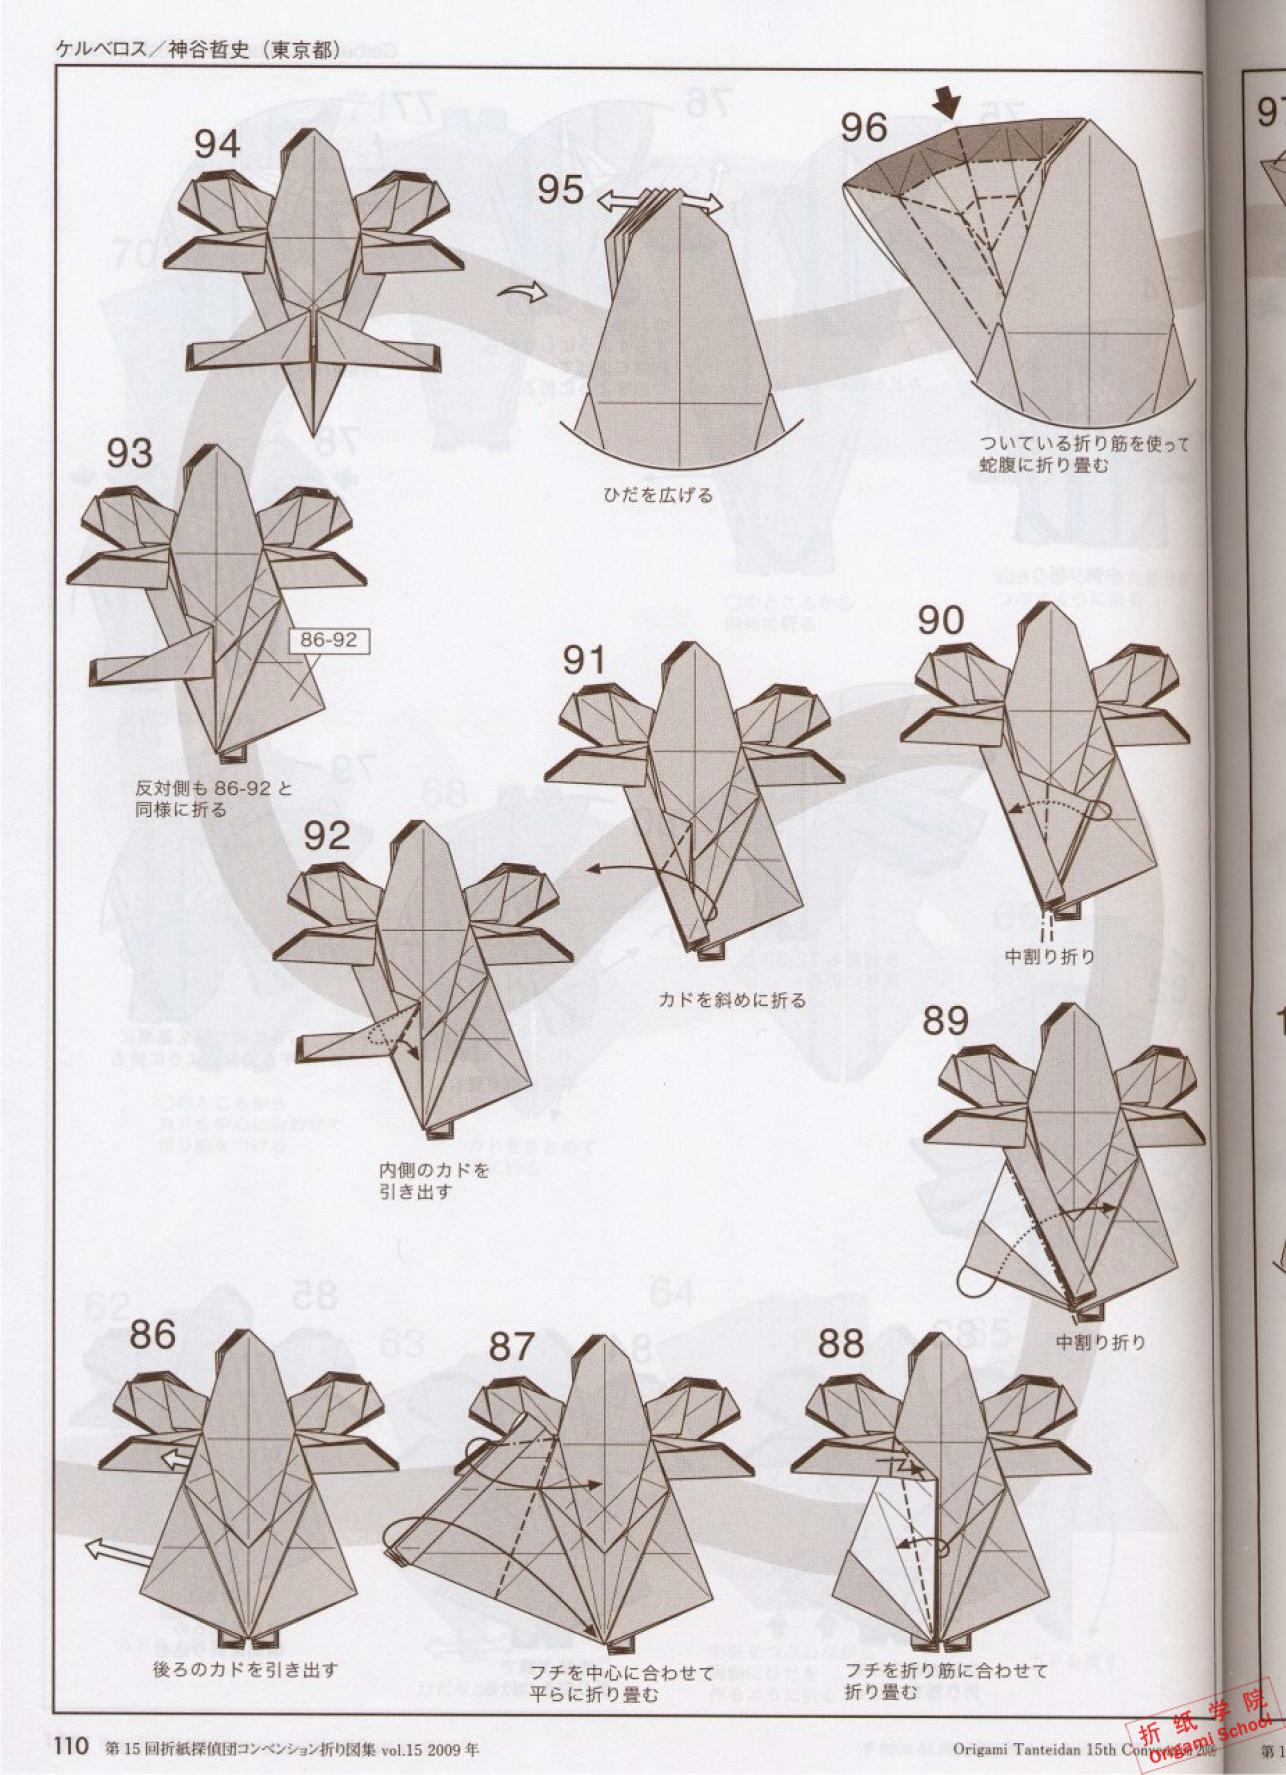 ケルベロス／神谷哲史（東京都）
94
95
ひだを広げる
96
ついている折り筋を使って
蛇腹に折り畳む
93
86-92
反対側も 86-92 と
同様に折る
92
内側のカドを
引き出す
91
カドを斜めに折る
90
中割り折り
89
中割り折り
86
後ろのカドを引き出す
87
フチを中心に合わせて
平らに折り畳む
88
フチを折り筋に合わせて
折り畳む
110 第15回折紙探偵団コンベンション折り図集 vol.15 2009 年
Origami Tanteidan 15th Convention 2009
折纸学院
Origami School
第1